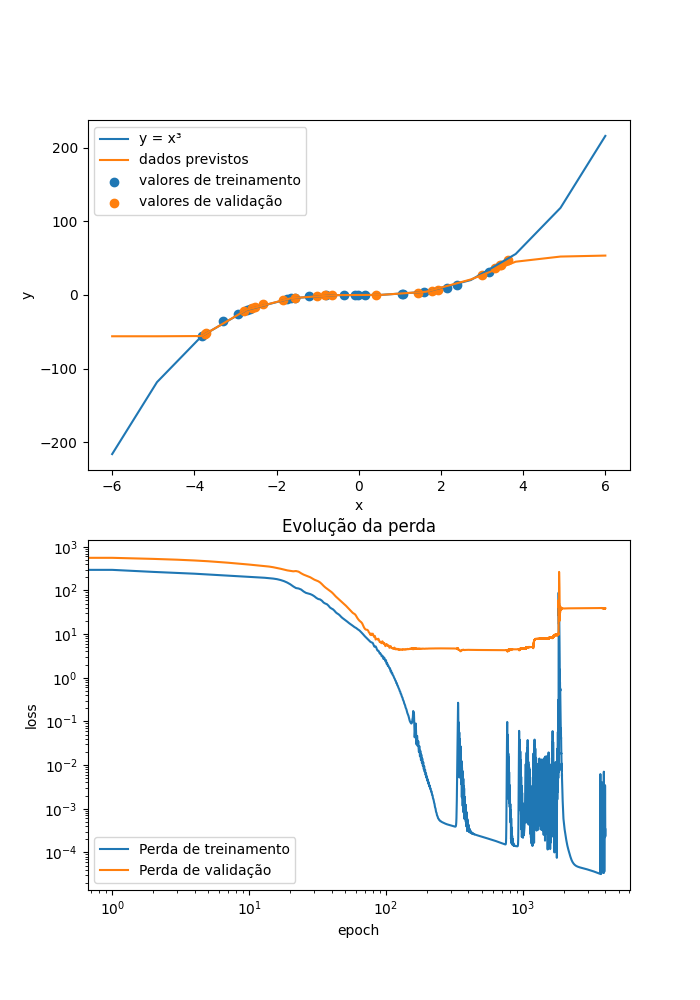 y = x³
dados previstos
valores de treinamento
valores de validação
200
100
0
−100
−200
y
−6 −4 −2 0 2 4 6
x
Evolução da perda
10³
10²
10¹
10⁰
10⁻¹
10⁻²
10⁻³
10⁻⁴
loss
Perda de treinamento
Perda de validação
10⁰ 10¹ 10² 10³
epoch